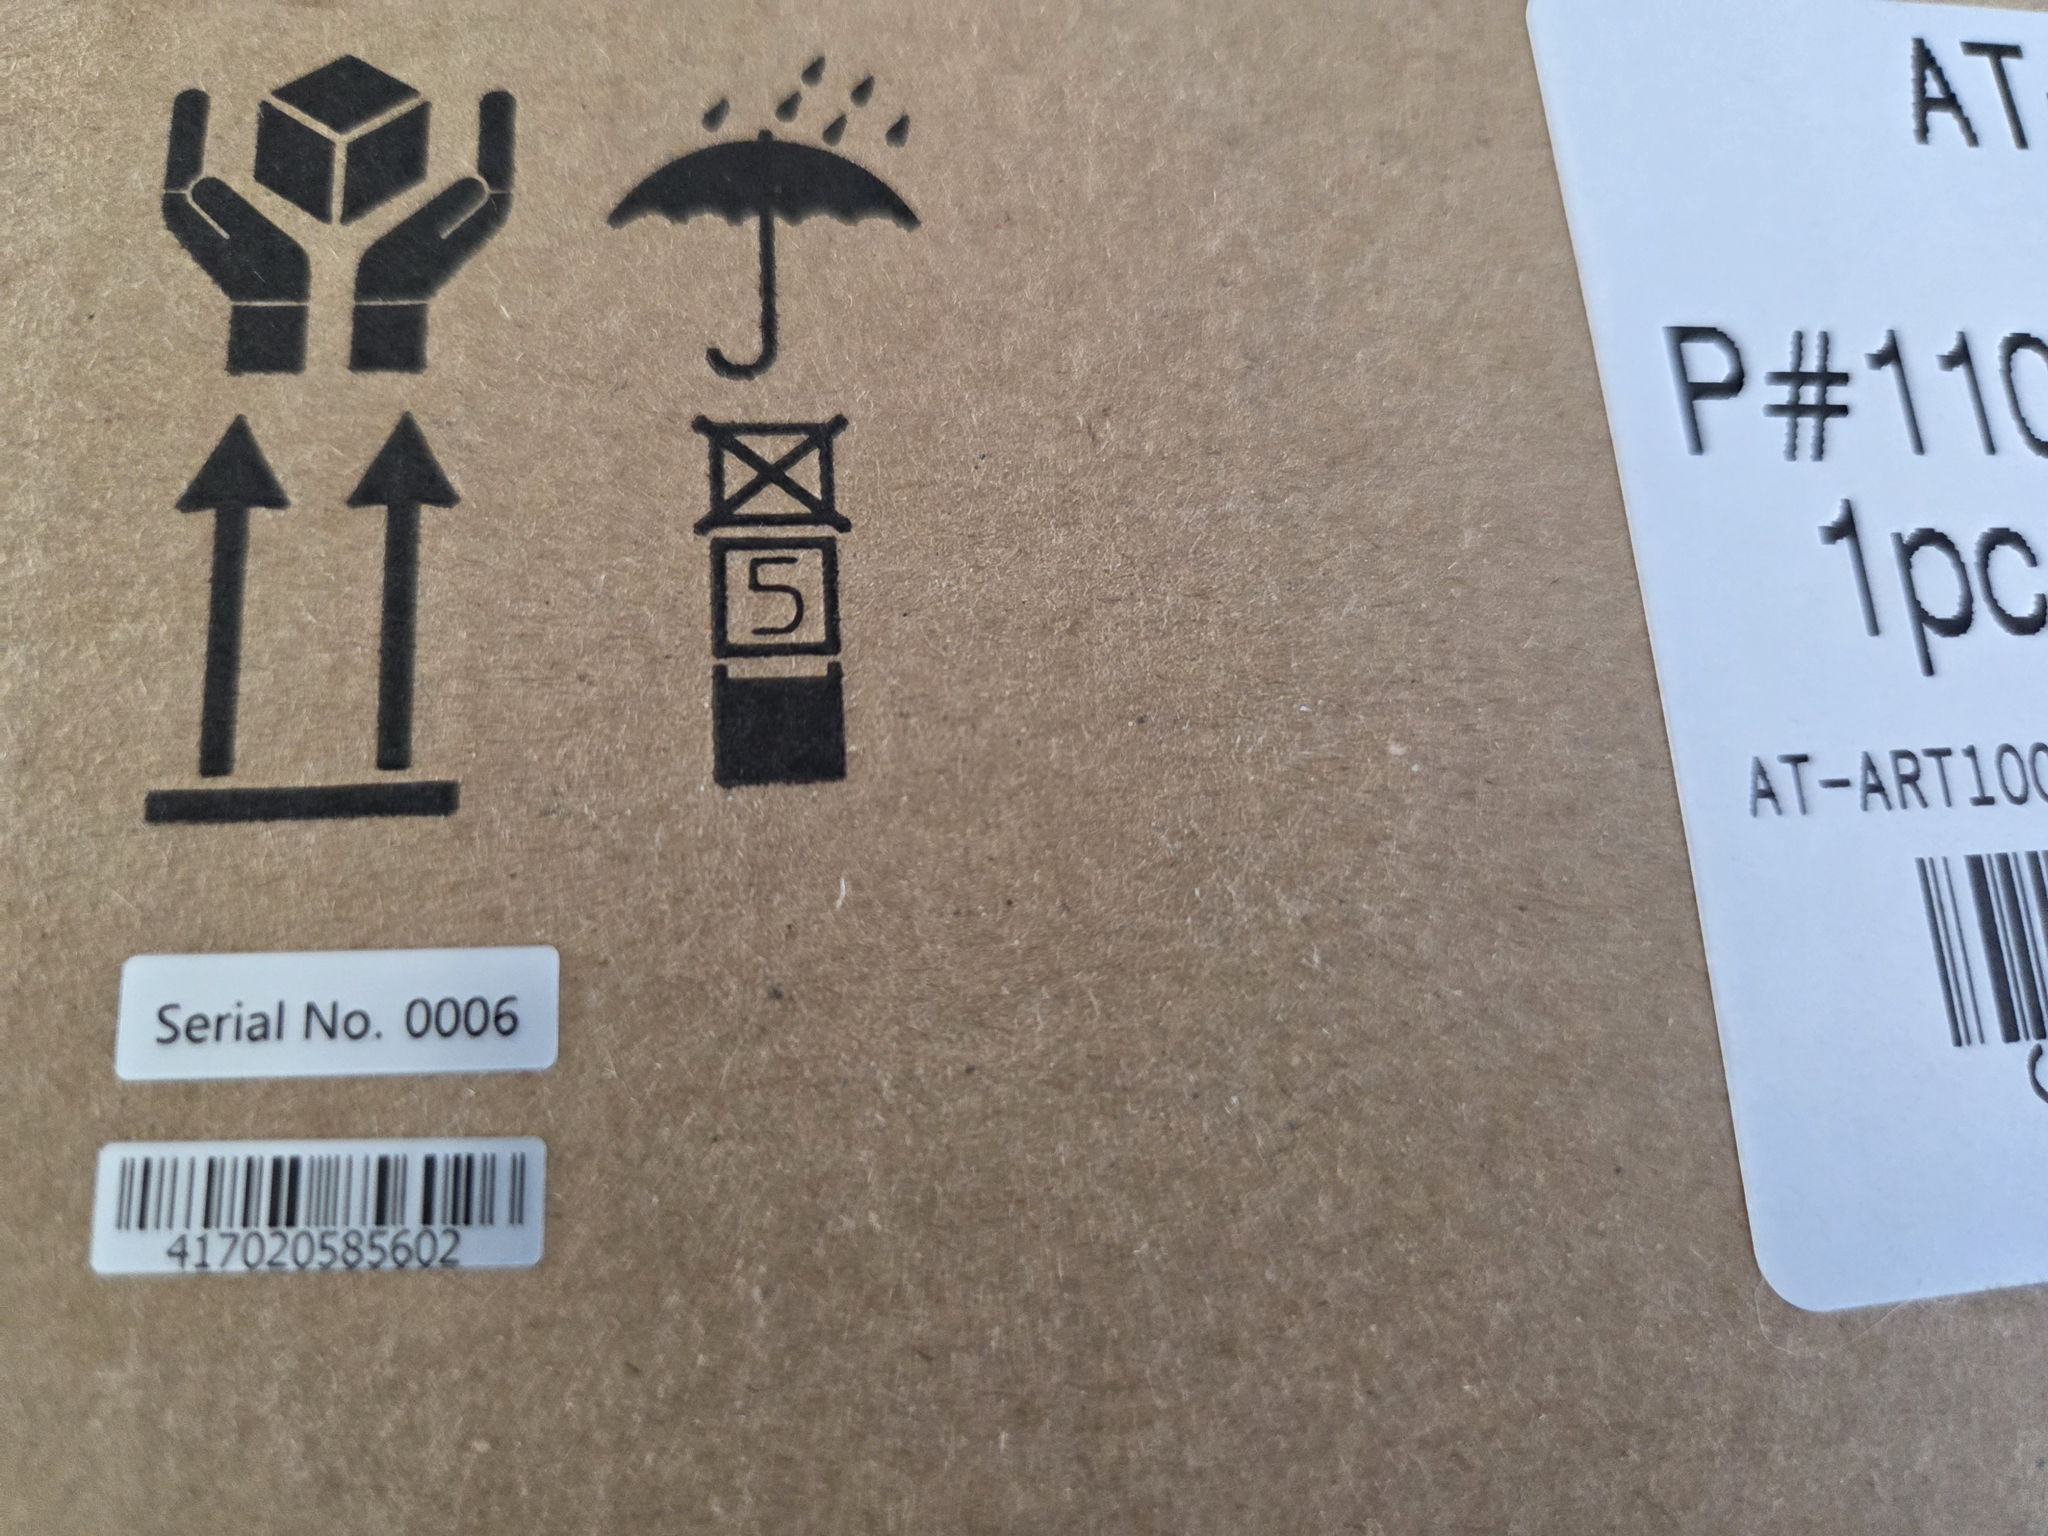 5
Serial No. 0006
417020585602
AT-
P#110
1pc
AT-ART100